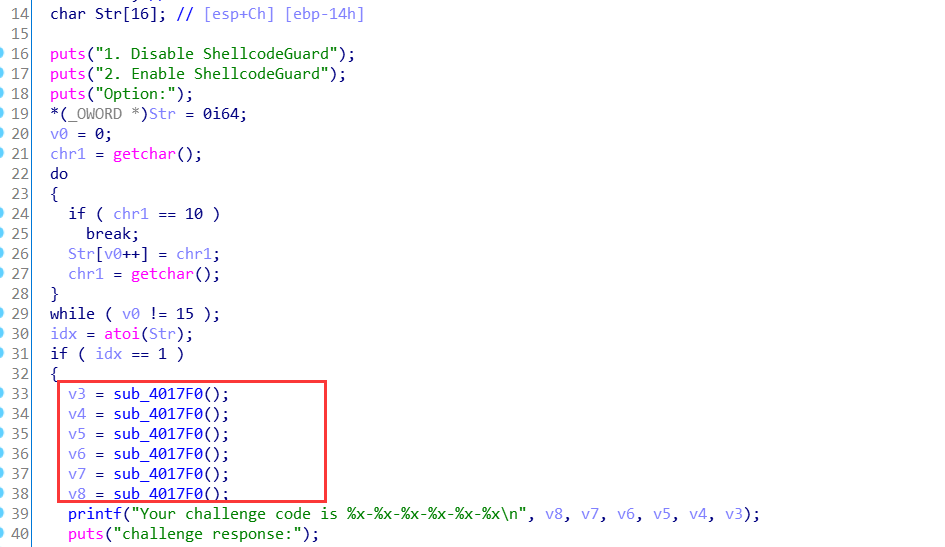 14 char Str[16]; // [esp+Ch] [ebp-14h]
15
16 puts("1. Disable ShellcodeGuard");
17 puts("2. Enable ShellcodeGuard");
18 puts("Option:");
19 *(_OWORD *)Str = 0i64;
20 v0 = 0;
21 chr1 = getchar();
22 do
23 {
24 if ( chr1 == 10 )
25 break;
26 Str[v0++] = chr1;
27 chr1 = getchar();
28 }
29 while ( v0 != 15 );
30 idx = atoi(Str);
31 if ( idx == 1 )
32 {
33 v3 = sub_4017F0();
34 v4 = sub_4017F0();
35 v5 = sub_4017F0();
36 v6 = sub_4017F0();
37 v7 = sub_4017F0();
38 v8 = sub_4017F0();
39 printf("Your challenge code is %x-%x-%x-%x-%x-%x\n", v8, v7, v6, v5, v4, v3);
40 puts("challenge response:");